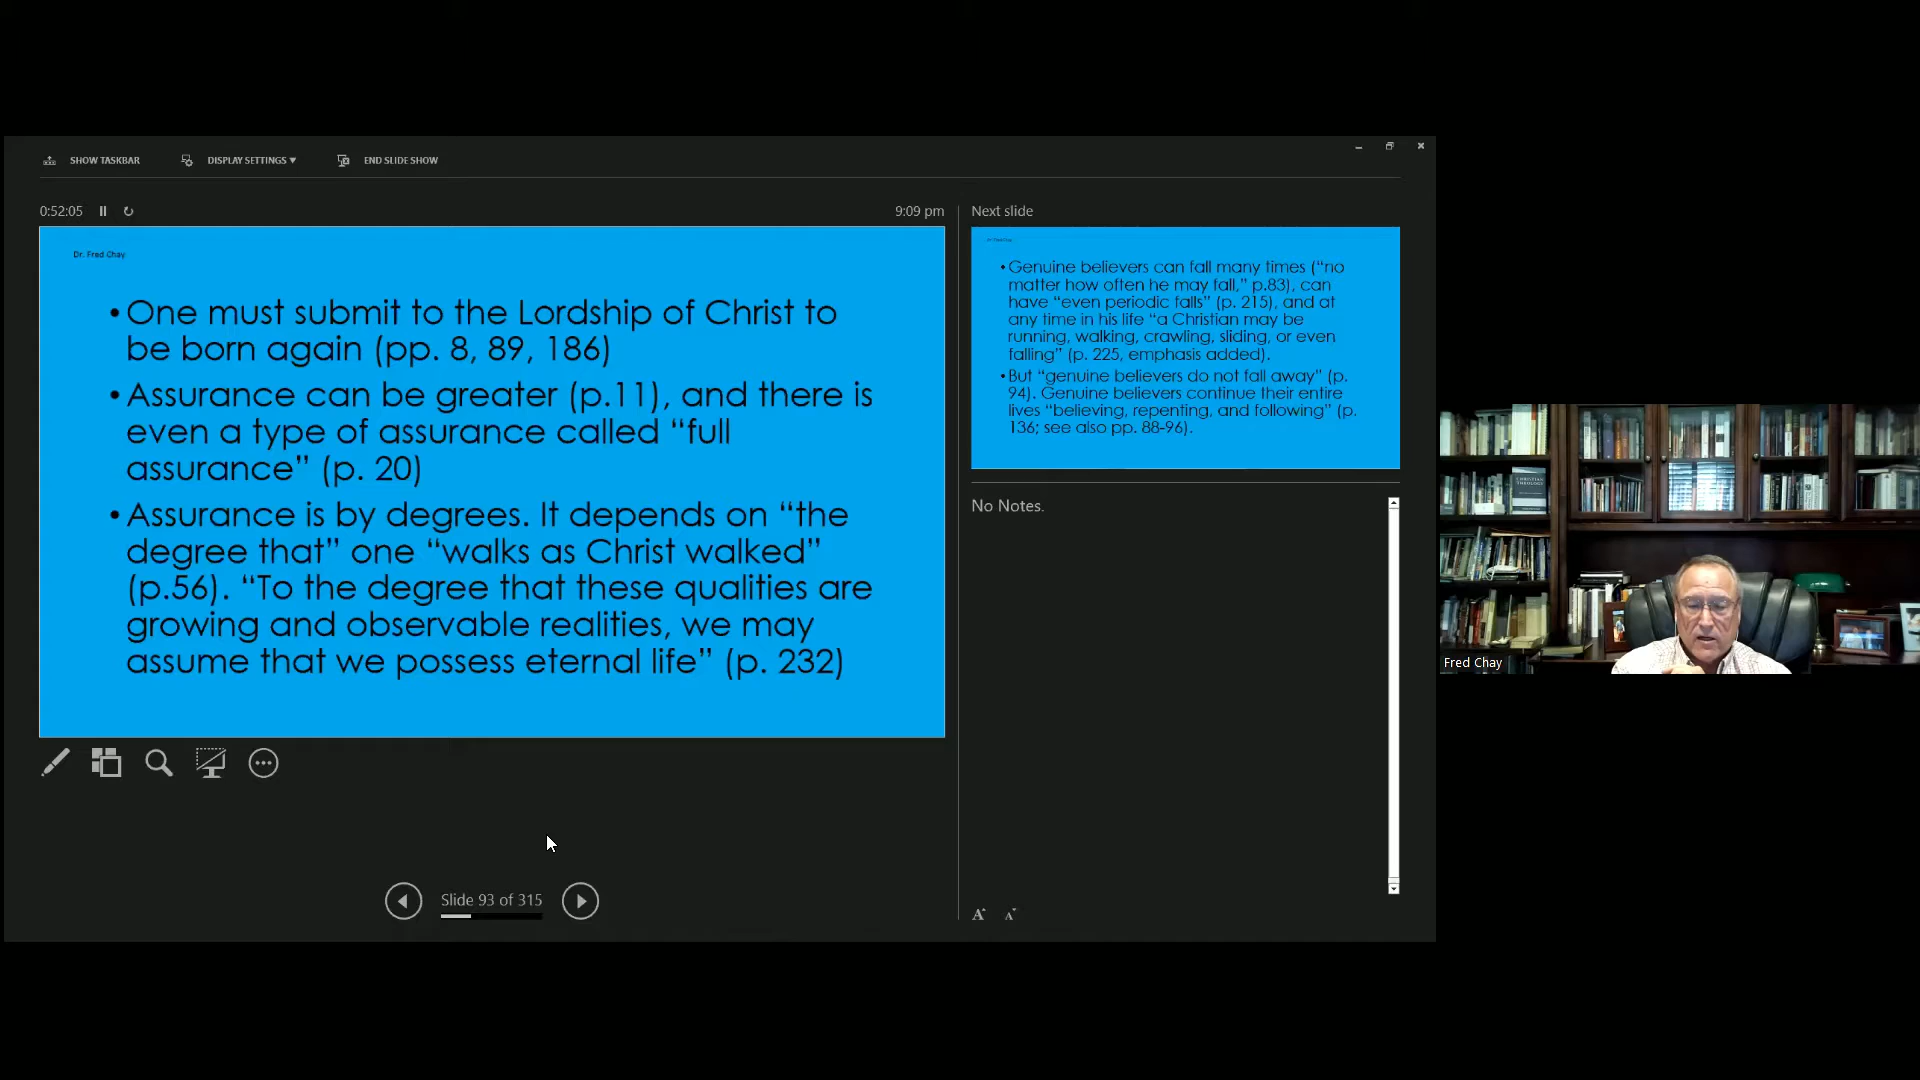 SHOW TASKBAR
DISPLAY SETTINGS ▾
END SLIDE SHOW
0:52:05
9:09 pm
Dr. Fred Chay
• One must submit to the Lordship of Christ to
be born again (pp. 8, 89, 186)
• Assurance can be greater (p.11), and there is
even a type of assurance called “full
assurance” (p. 20)
• Assurance is by degrees. It depends on “the
degree that” one “walks as Christ walked”
(p.56). “To the degree that these qualities are
growing and observable realities, we may
assume that we possess eternal life” (p. 232)
Slide 93 of 315
Next slide
Dr. Fred Chay
• Genuine believers can fall many times (“no
matter how often he may fall,” p.83), can
have “even periodic falls” (p. 215), and at
any time in his life “a Christian may be
running, walking, crawling, sliding, or even
falling” (p. 225, emphasis added).
• But “genuine believers do not fall away” (p.
94). Genuine believers continue their entire
lives “believing, repenting, and following” (p.
136; see also pp. 88-96).
No Notes.
A A
Fred Chay